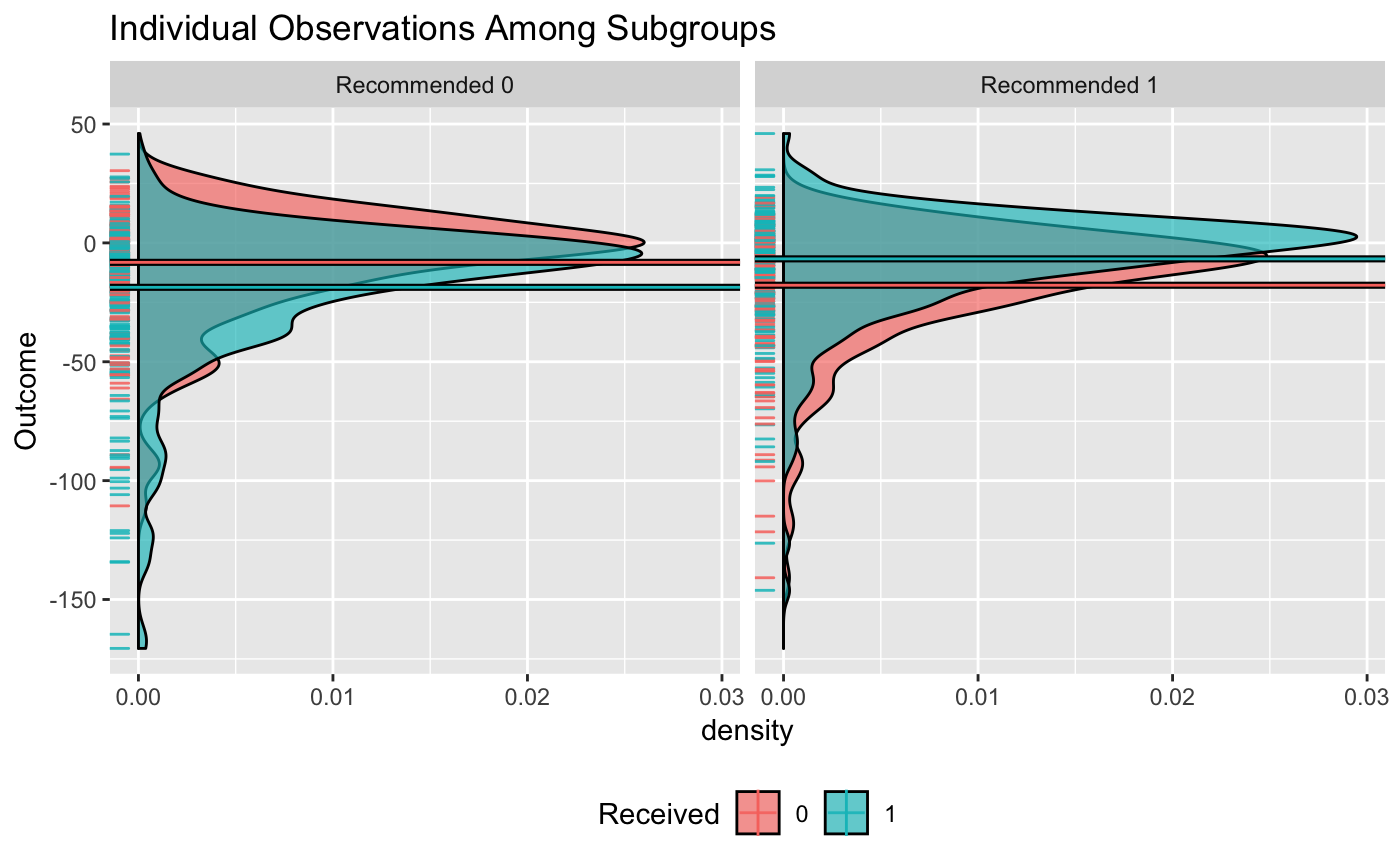 Individual Observations Among Subgroups
Recommended 0
Recommended 1
Outcome
50
0
-50
-100
-150
0.00 0.01 0.02 0.03
0.00 0.01 0.02 0.03
density
Received 0 1